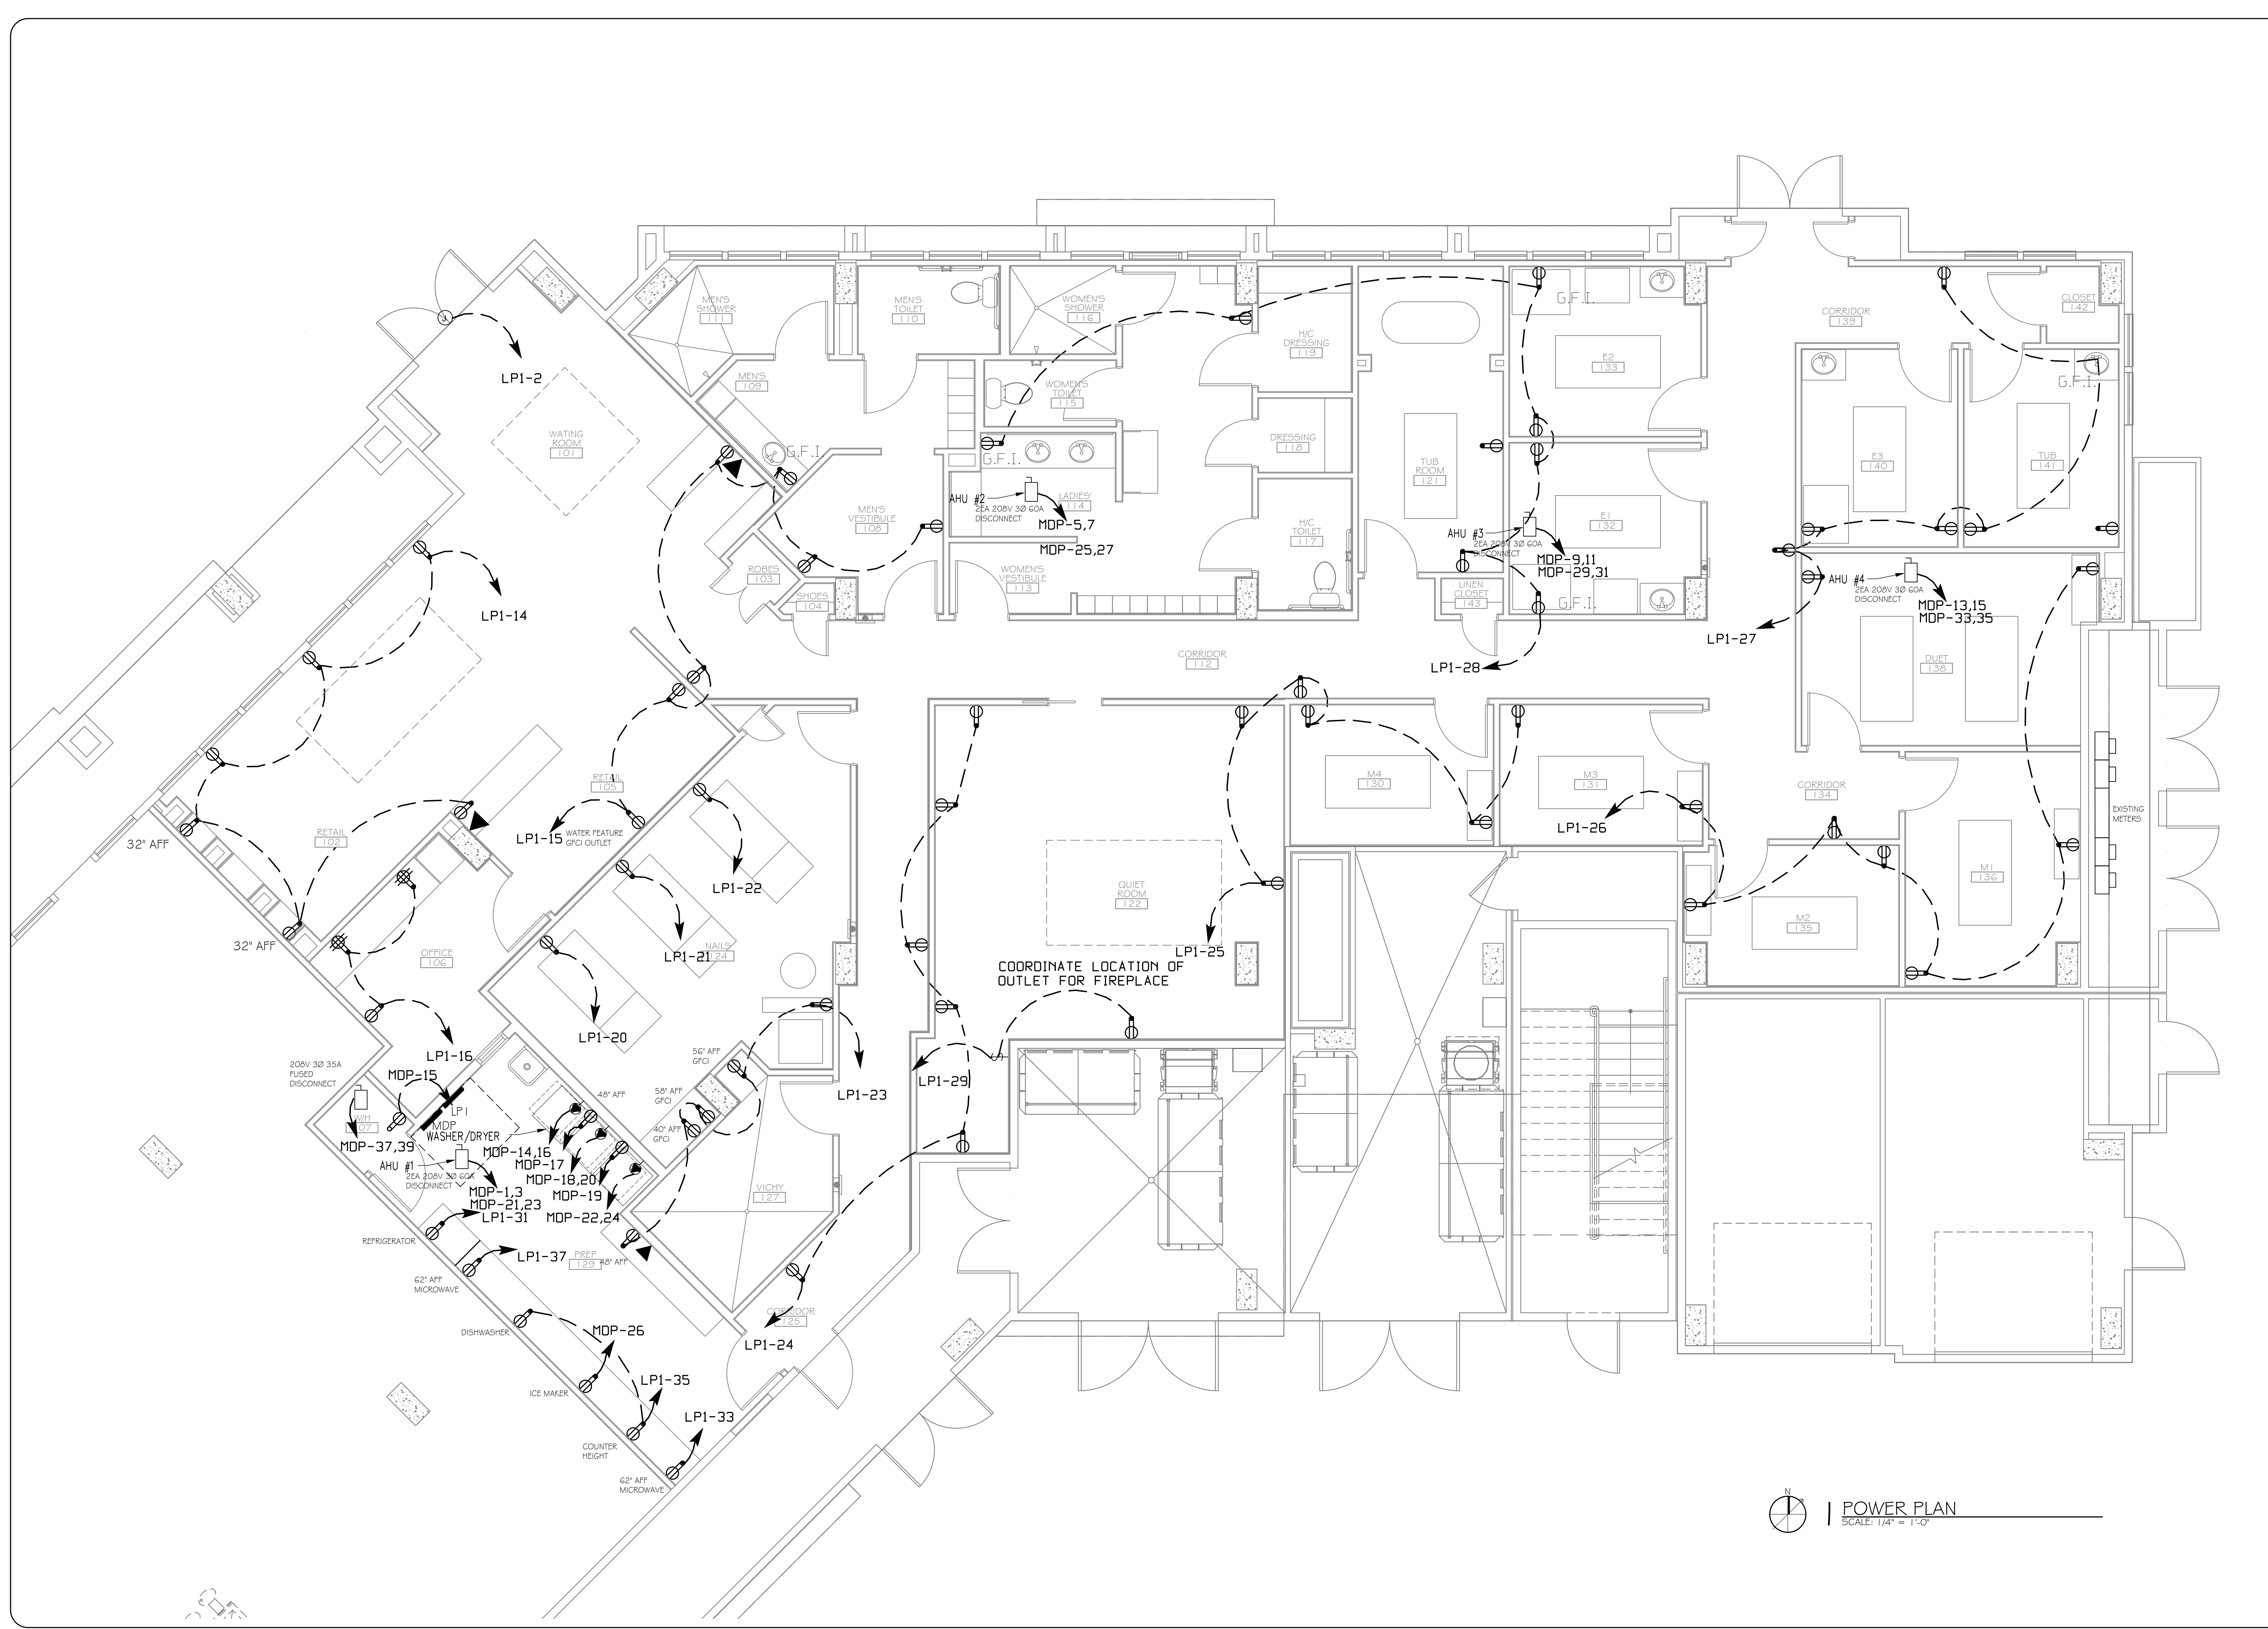 MEN'S
SHOWER
111
MEN'S
TOILET
110
WOMEN'S
SHOWER
116
H/C
DRESSING
119
G.F.I.
E2
133
CORRIDOR
139
CLOSET
142
J
LP1-2
WATING
ROOM
101
MEN'S
109
G.F.I.
WOMEN'S
TOILET
115
G.F.I.
DRESSING
118
TUB
ROOM
121
E3
140
G.F.I.
TUB
141
MEN'S
VESTIBULE
108
AHU #2
2EA 208V 3Ø 60A
DISCONNECT
LADIES'
114
MDP-5,7
MDP-25,27
H/C
TOILET
117
AHU #3
2EA 208V 3Ø 60A
DISCONNECT
E1
132
MDP-9,11
MDP-29,31
G.F.I.
AHU #4
2EA 208V 3Ø 60A
DISCONNECT
MDP-13,15
MDP-33,35
ROBES
103
SHOES
104
WOMEN'S
VESTIBULE
113
LINEN
CLOSET
143
LP1-14
LP1-27
LP1-28
CORRIDOR
112
DUET
138
RETAIL
105
LP1-15
WATER FEATURE
GFCI OUTLET
RETAIL
102
32" AFF
32" AFF
M4
130
M3
131
LP1-26
CORRIDOR
134
EXISTING
METERS
LP1-22
LP1-21
NAILS
124
LP1-20
QUIET
ROOM
122
LP1-25
M2
135
M1
136
OFFICE
106
LP1-16
COORDINATE LOCATION OF
OUTLET FOR FIREPLACE
S
LP1-29
LP1-23
208V 3Ø 35A
FUSED
DISCONNECT
MDP-15
W/H
107
MDP-37,39
LP1
MDP
WASHER/DRYER
56" AFF
GFCI
58" AFF
GFCI
48" AFF
40" AFF
GFCI
MDP-14,16
MDP-17
MDP-18,20
MDP-19
MDP-22,24
AHU #1
2EA 208V 3Ø 60A
DISCONNECT
MDP-1,3
MDP-21,23
LP1-31
REFRIGERATOR
LP1-37
PREP
129
48" AFF
VICHY
127
62" AFF
MICROWAVE
DISHWASHER
MDP-26
CORRIDOR
125
LP1-24
ICE MAKER
LP1-35
LP1-33
COUNTER
HEIGHT
62" AFF
MICROWAVE
N
1
POWER PLAN
SCALE: 1/4" = 1'-0"